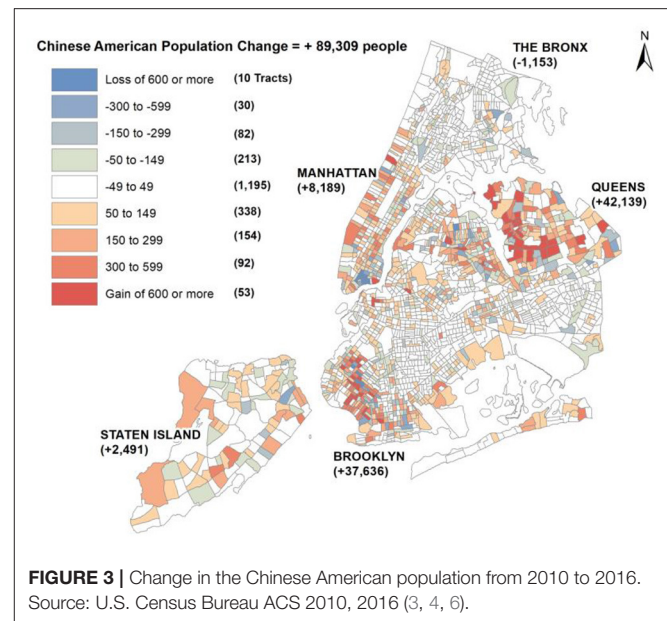 Chinese American Population Change = + 89,309 people
Loss of 600 or more (10 Tracts)
-300 to -599 (30)
-150 to -299 (82)
-50 to -149 (213)
-49 to 49 (1,195)
50 to 149 (338)
150 to 299 (154)
300 to 599 (92)
Gain of 600 or more (53)
N
THE BRONX
(-1,153)
MANHATTAN
(+8,189)
QUEENS
(+42,139)
STATEN ISLAND
(+2,491)
BROOKLYN
(+37,636)
FIGURE 3 | Change in the Chinese American population from 2010 to 2016.
Source: U.S. Census Bureau ACS 2010, 2016 (3, 4, 6).